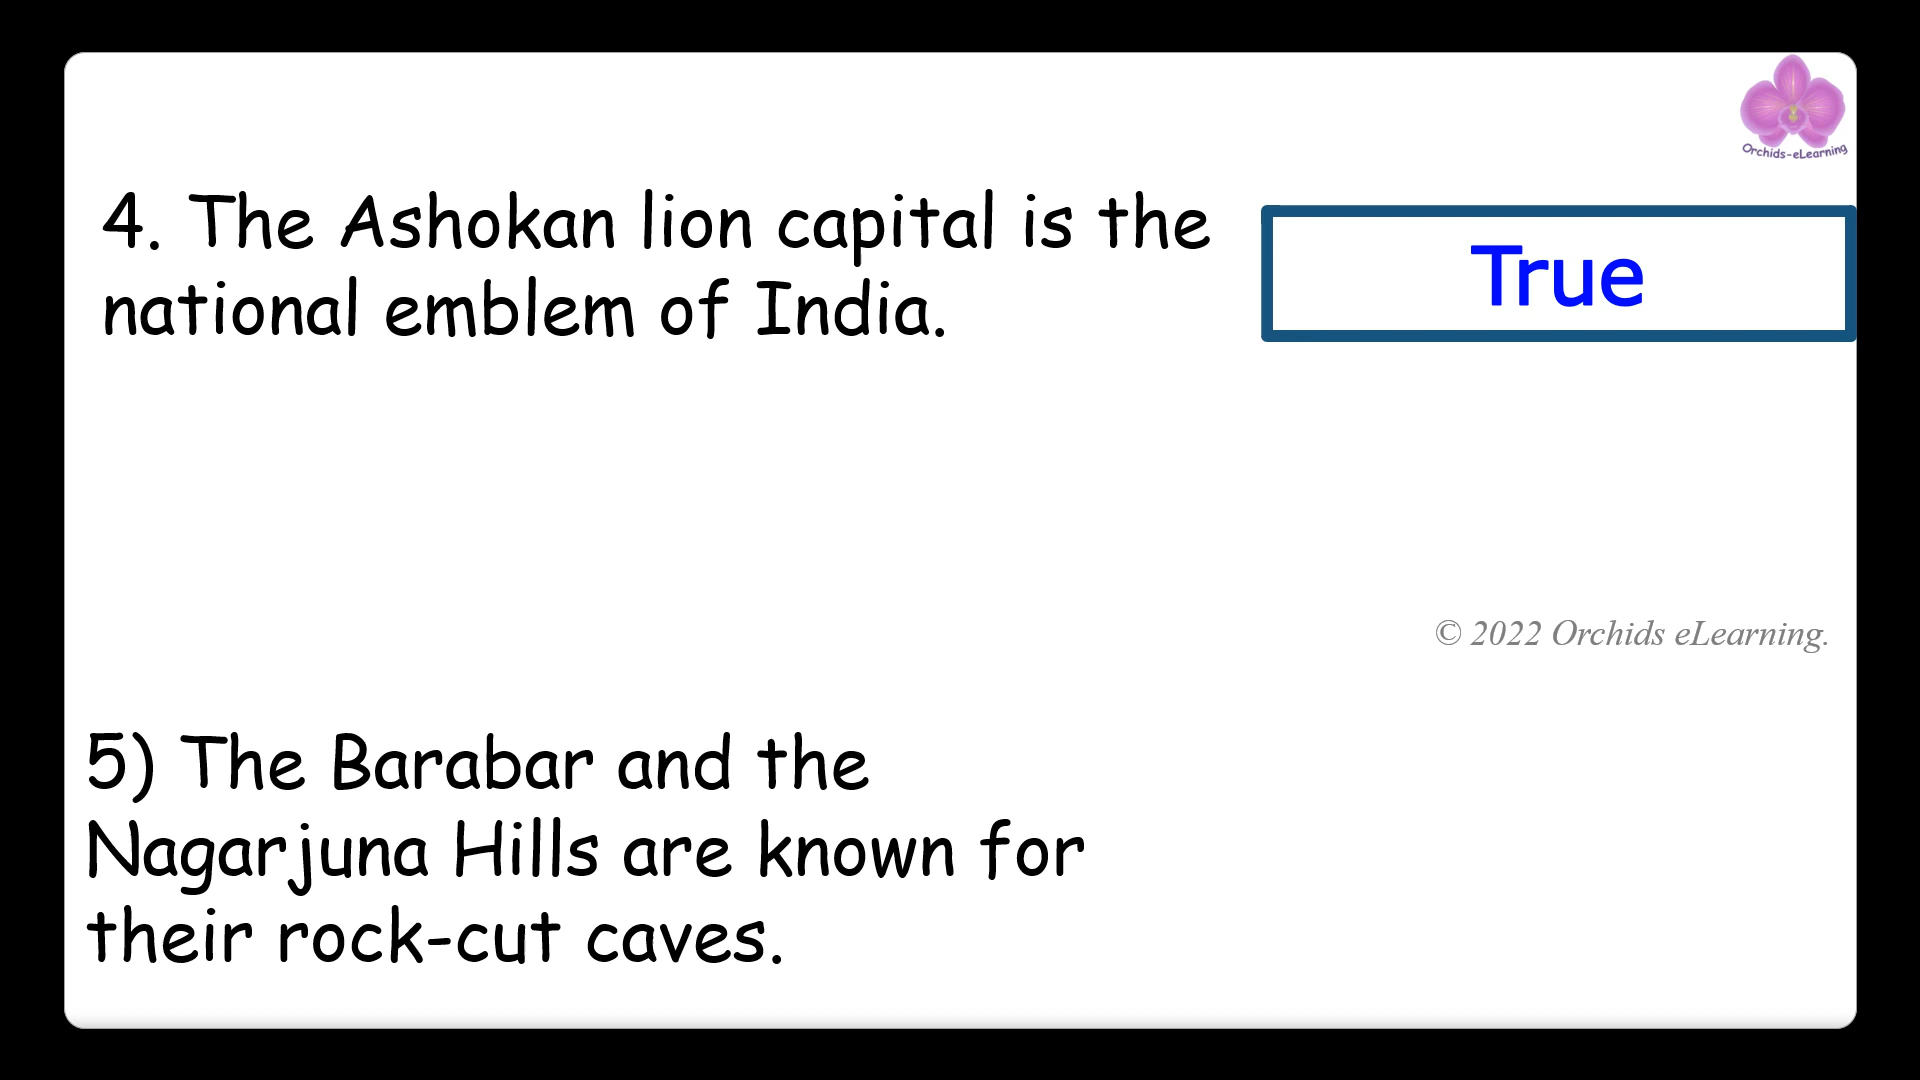 Orchids-eLearning
4. The Ashokan lion capital is the
national emblem of India.
True
© 2022 Orchids eLearning.
5) The Barabar and the
Nagarjuna Hills are known for
their rock-cut caves.